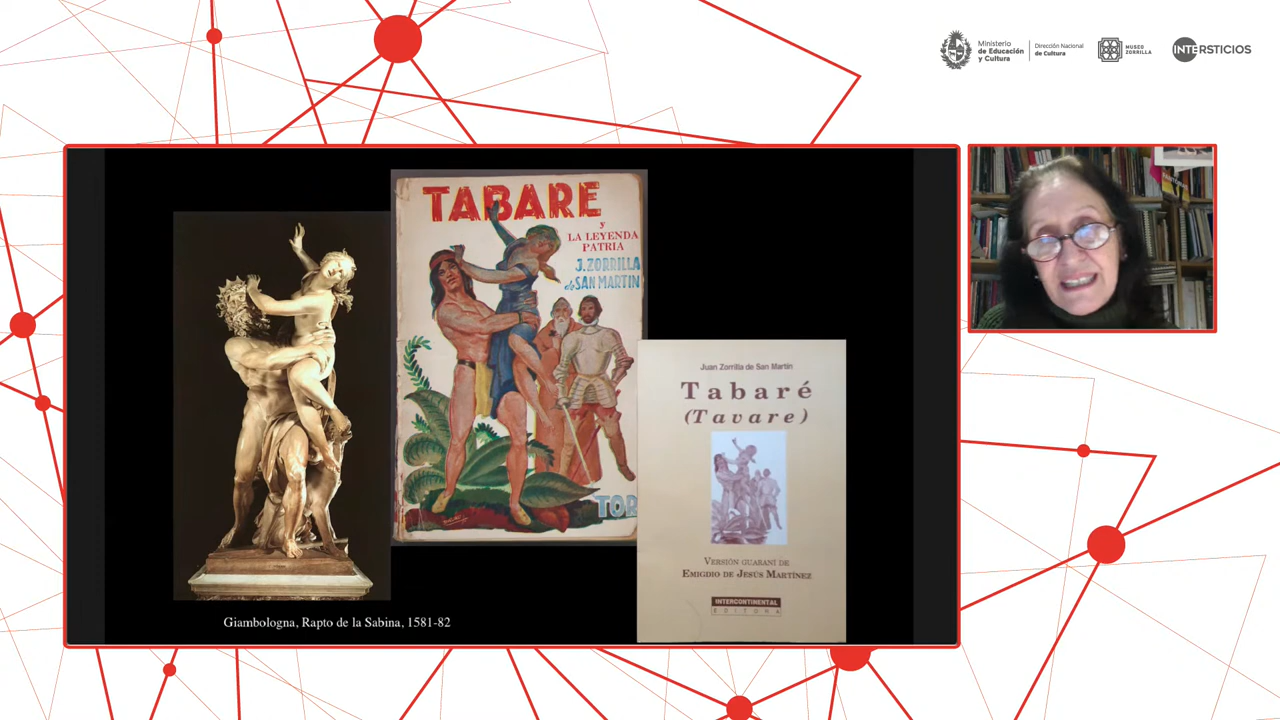 Ministerio
de Educación
y Cultura
Dirección Nacional
de Cultura
MUSEO
ZORRILLA
INTERSTICIOS
TABARE
y
LA LEYENDA
PATRIA
J. ZORRILLA
de SAN MARTIN
TOR
Juan Zorrilla de San Martín
Tabaré
(Tavare)
VERSIÓN GUARANÍ DE
EMIGDIO DE JESÚS MARTÍNEZ
INTERCONTINENTAL
EDITORA
Giambologna, Rapto de la Sabina, 1581-82